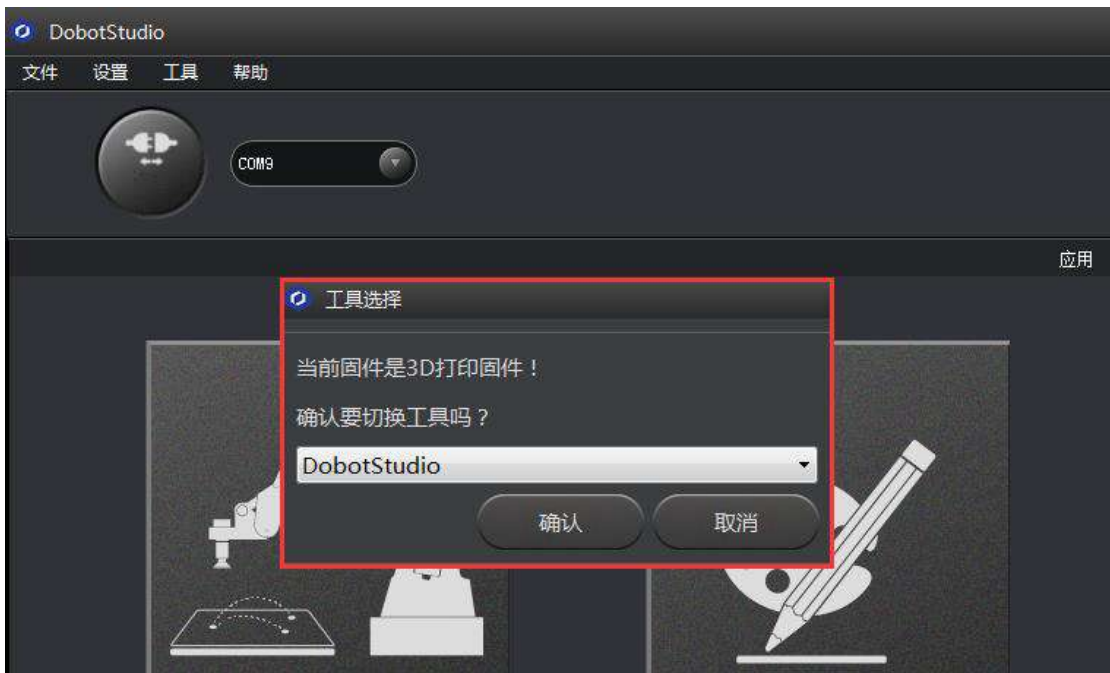 DobotStudio
文件 设置 工具 帮助
COM9
应用
工具选择
当前固件是3D打印固件！
确认要切换工具吗？
DobotStudio
确认 取消